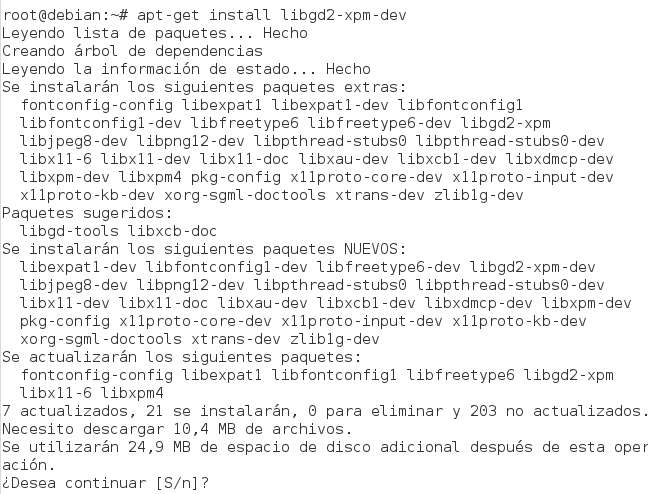 root@debian:~# apt-get install libgd2-xpm-dev
Leyendo lista de paquetes... Hecho
Creando árbol de dependencias
Leyendo la información de estado... Hecho
Se instalarán los siguientes paquetes extras:
  fontconfig-config libexpat1 libexpat1-dev libfontconfig1
  libfontconfig1-dev libfreetype6 libfreetype6-dev libgd2-xpm
  libjpeg8-dev libpng12-dev libpthread-stubs0 libpthread-stubs0-dev
  libx11-6 libx11-dev libx11-doc libxau-dev libxcb1-dev libxdmcp-dev
  libxpm-dev libxpm4 pkg-config x11proto-core-dev x11proto-input-dev
  x11proto-kb-dev xorg-sgml-doctools xtrans-dev zlib1g-dev
Paquetes sugeridos:
  libgd-tools libxcb-doc
Se instalarán los siguientes paquetes NUEVOS:
  libexpat1-dev libfontconfig1-dev libfreetype6-dev libgd2-xpm-dev
  libjpeg8-dev libpng12-dev libpthread-stubs0 libpthread-stubs0-dev
  libx11-dev libx11-doc libxau-dev libxcb1-dev libxdmcp-dev libxpm-dev
  pkg-config x11proto-core-dev x11proto-input-dev x11proto-kb-dev
  xorg-sgml-doctools xtrans-dev zlib1g-dev
Se actualizarán los siguientes paquetes:
  fontconfig-config libexpat1 libfontconfig1 libfreetype6 libgd2-xpm
  libx11-6 libxpm4
7 actualizados, 21 se instalarán, 0 para eliminar y 203 no actualizados.
Necesito descargar 10,4 MB de archivos.
Se utilizarán 24,9 MB de espacio de disco adicional después de esta oper
ación.
¿Desea continuar [S/n]?